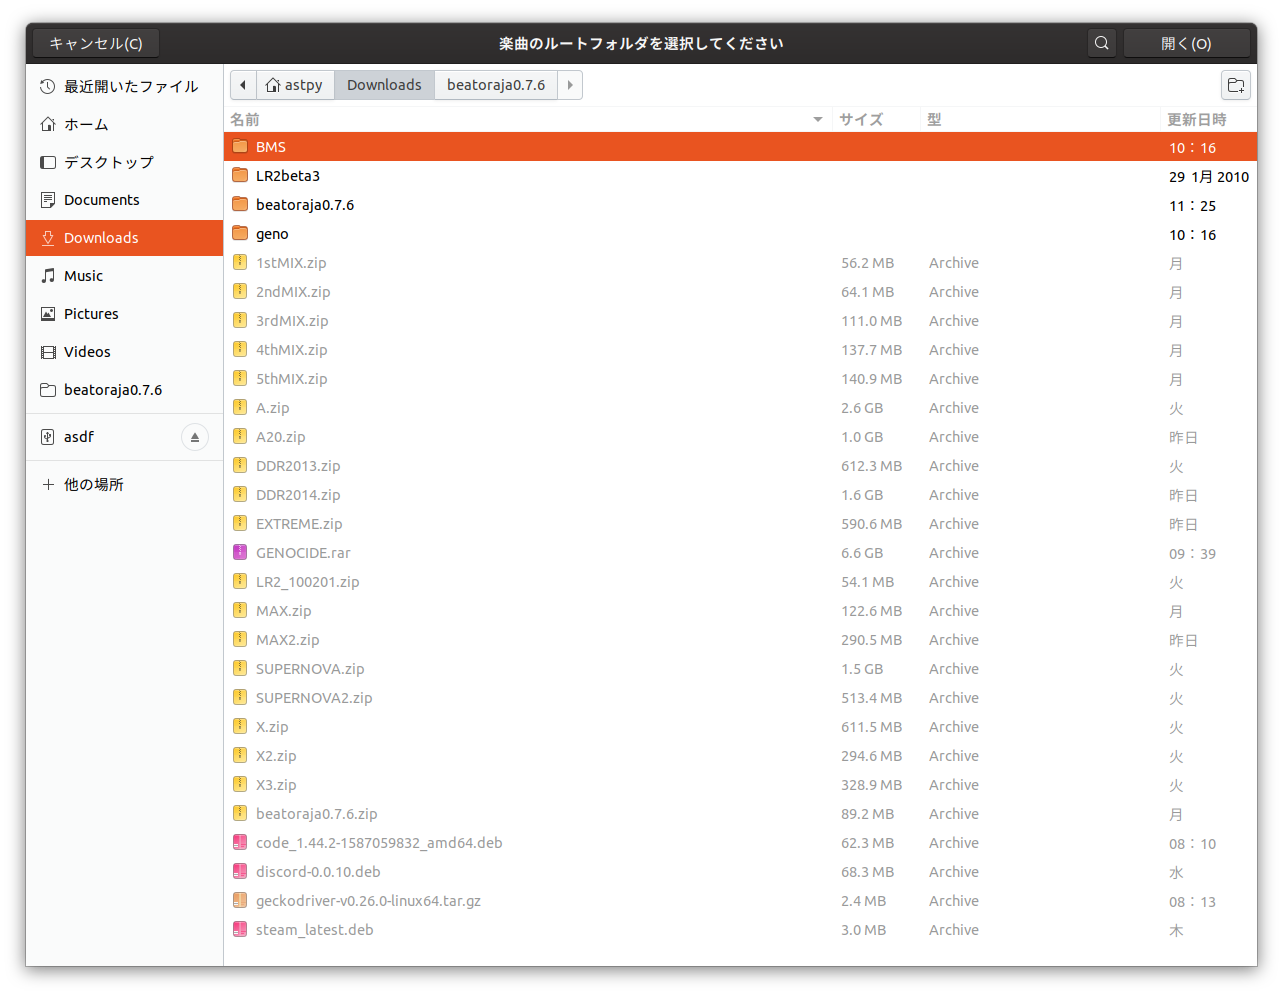 キャンセル(C) 楽曲のルートフォルダを選択してください 開く(O)
astpy Downloads beatoraja0.7.6
最近開いたファイル
ホーム
デスクトップ
Documents
Downloads
Music
Pictures
Videos
beatoraja0.7.6
asdf
他の場所
名前 サイズ 型 更新日時
BMS 10：16
LR2beta3 29 1月 2010
beatoraja0.7.6 11：25
geno 10：16
1stMIX.zip 56.2 MB Archive 月
2ndMIX.zip 64.1 MB Archive 月
3rdMIX.zip 111.0 MB Archive 月
4thMIX.zip 137.7 MB Archive 月
5thMIX.zip 140.9 MB Archive 月
A.zip 2.6 GB Archive 火
A20.zip 1.0 GB Archive 昨日
DDR2013.zip 612.3 MB Archive 火
DDR2014.zip 1.6 GB Archive 昨日
EXTREME.zip 590.6 MB Archive 昨日
GENOCIDE.rar 6.6 GB Archive 09：39
LR2_100201.zip 54.1 MB Archive 火
MAX.zip 122.6 MB Archive 月
MAX2.zip 290.5 MB Archive 昨日
SUPERNOVA.zip 1.5 GB Archive 火
SUPERNOVA2.zip 513.4 MB Archive 火
X.zip 611.5 MB Archive 火
X2.zip 294.6 MB Archive 火
X3.zip 328.9 MB Archive 火
beatoraja0.7.6.zip 89.2 MB Archive 月
code_1.44.2-1587059832_amd64.deb 62.3 MB Archive 08：10
discord-0.0.10.deb 68.3 MB Archive 水
geckodriver-v0.26.0-linux64.tar.gz 2.4 MB Archive 08：13
steam_latest.deb 3.0 MB Archive 木